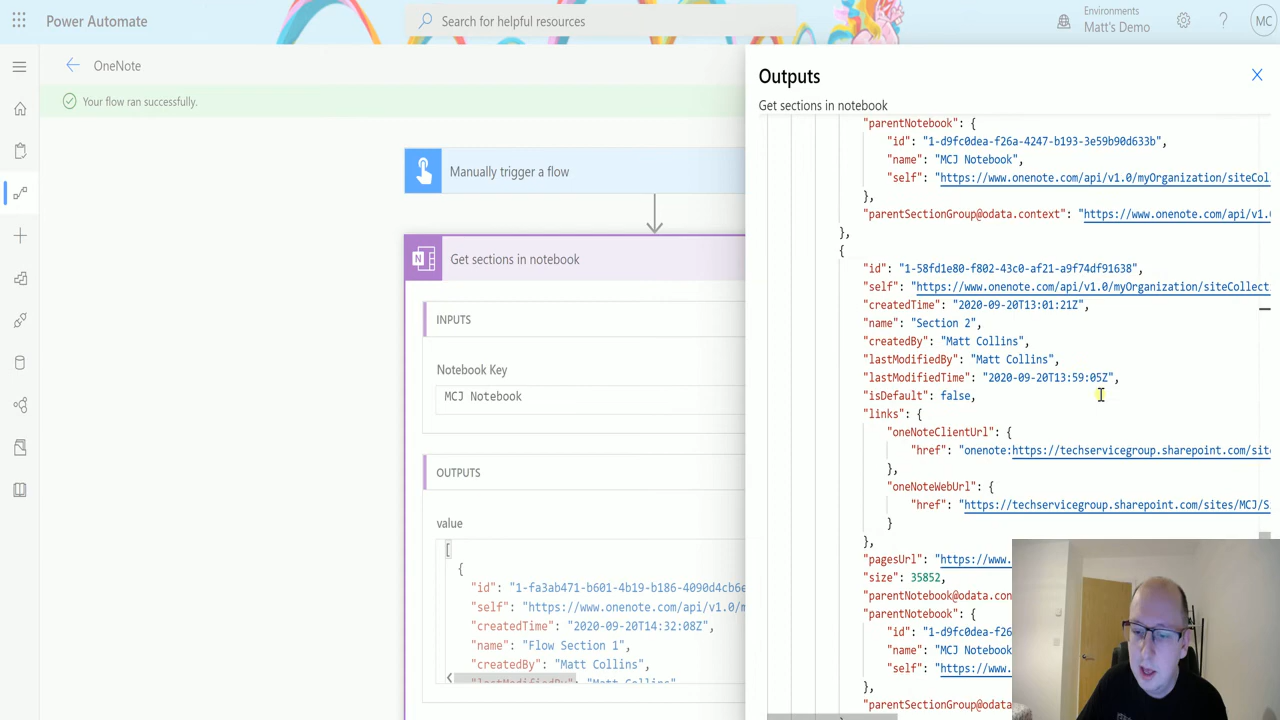 Power Automate
Search for helpful resources
Environments
Matt's Demo
?
MC
OneNote
Your flow ran successfully.
Manually trigger a flow
N
Get sections in notebook
INPUTS
Notebook Key
MCJ Notebook
OUTPUTS
value
[
{
"id": "1-fa3ab471-b601-4b19-b186-4090d4cb6e
"self": "https://www.onenote.com/api/v1.0/m
"createdTime": "2020-09-20T14:32:08Z",
"name": "Flow Section 1",
"createdBy": "Matt Collins",
"lastModifiedBy": "Matt Collins",
Outputs
Get sections in notebook
"parentNotebook": {
"id": "1-d9fc0dea-f26a-4247-b193-3e59b90d633b",
"name": "MCJ Notebook",
"self": "https://www.onenote.com/api/v1.0/myOrganization/siteCol
},
"parentSectionGroup@odata.context": "https://www.onenote.com/api/v1.
},
{
"id": "1-58fd1e80-f802-43c0-af21-a9f74df91638",
"self": "https://www.onenote.com/api/v1.0/myOrganization/siteCollect
"createdTime": "2020-09-20T13:01:21Z",
"name": "Section 2",
"createdBy": "Matt Collins",
"lastModifiedBy": "Matt Collins",
"lastModifiedTime": "2020-09-20T13:59:05Z",
"isDefault": false,
"links": {
"oneNoteClientUrl": {
"href": "onenote:https://techservicegroup.sharepoint.com/site
},
"oneNoteWebUrl": {
"href": "https://techservicegroup.sharepoint.com/sites/MCJ/S
}
},
"pagesUrl": "https://www.
"size": 35852,
"parentNotebook@odata.con
"parentNotebook": {
"id": "1-d9fc0dea-f26
"name": "MCJ Notebook
"self": "https://www.
},
"parentSectionGroup@odata